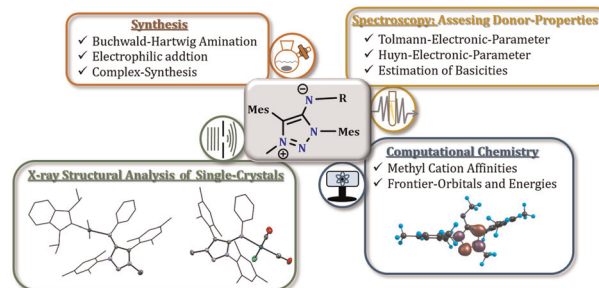 Synthesis
✓ Buchwald-Hartwig Amination
✓ Electrophilic addtion
✓ Complex-Synthesis
Spectroscopy: Assesing Donor-Properties
✓ Tolmann-Electronic-Parameter
✓ Huyn-Electronic-Parameter
✓ Estimation of Basicities
⊖
N R
Mes
N Mes
N N
⊕
X-ray Structural Analysis of Single-Crystals
Computational Chemistry
✓ Methyl Cation Affinities
✓ Frontier-Orbitals and Energies